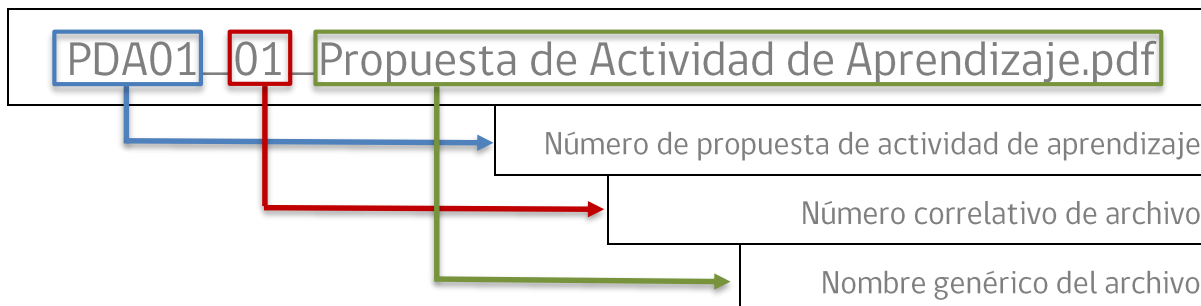 PDA01_01_Propuesta de Actividad de Aprendizaje.pdf
Número de propuesta de actividad de aprendizaje
Número correlativo de archivo
Nombre genérico del archivo